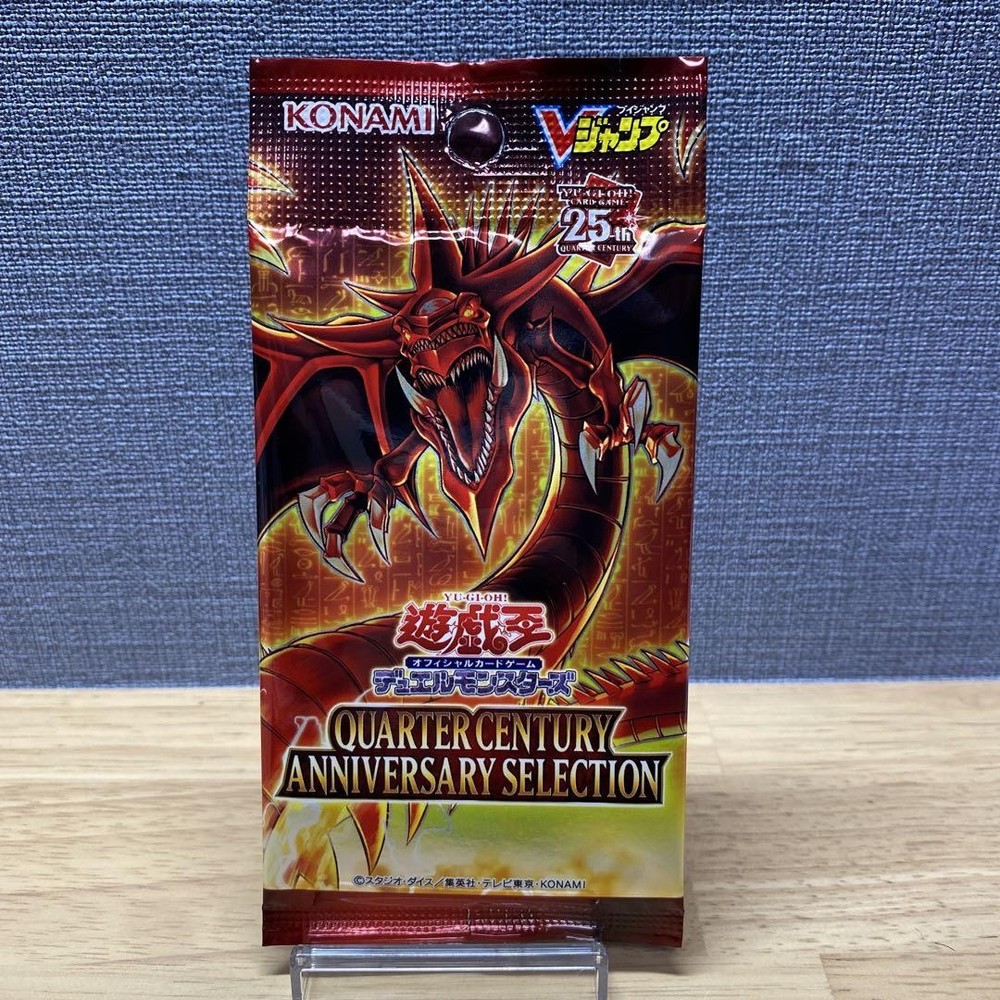 KONAMI
ブイジャンプ
Vジャンプ
YU-GI-OH!
CARD GAME
25th
QUARTER CENTURY
YU-GI-OH!
遊戯王
オフィシャルカードゲーム
デュエルモンスターズ
QUARTER CENTURY
ANNIVERSARY SELECTION
©スタジオ・ダイス／集英社・テレビ東京・KONAMI